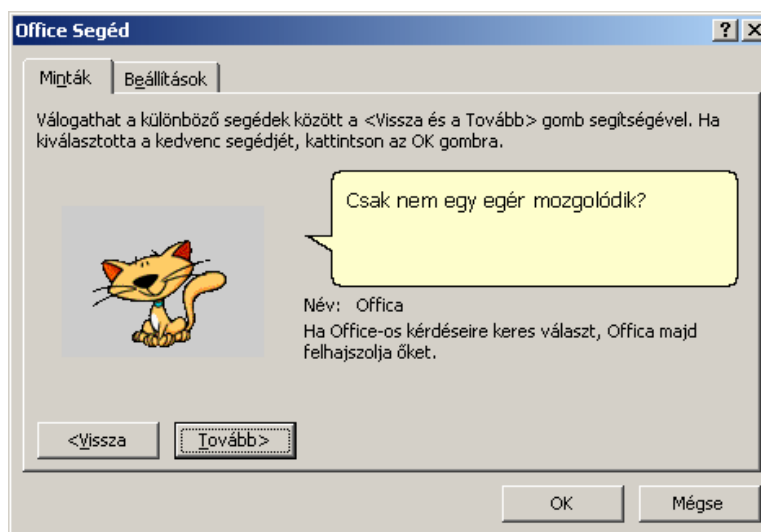 Office Segéd
Minták
Beállítások
Válogathat a különböző segédek között a <Vissza és a Tovább> gomb segítségével. Ha
kiválasztotta a kedvenc segédjét, kattintson az OK gombra.
Csak nem egy egér mozgolódik?
Név: Offica
Ha Office-os kérdéseire keres választ, Offica majd
felhajszolja őket.
<Vissza
Tovább>
OK
Mégse